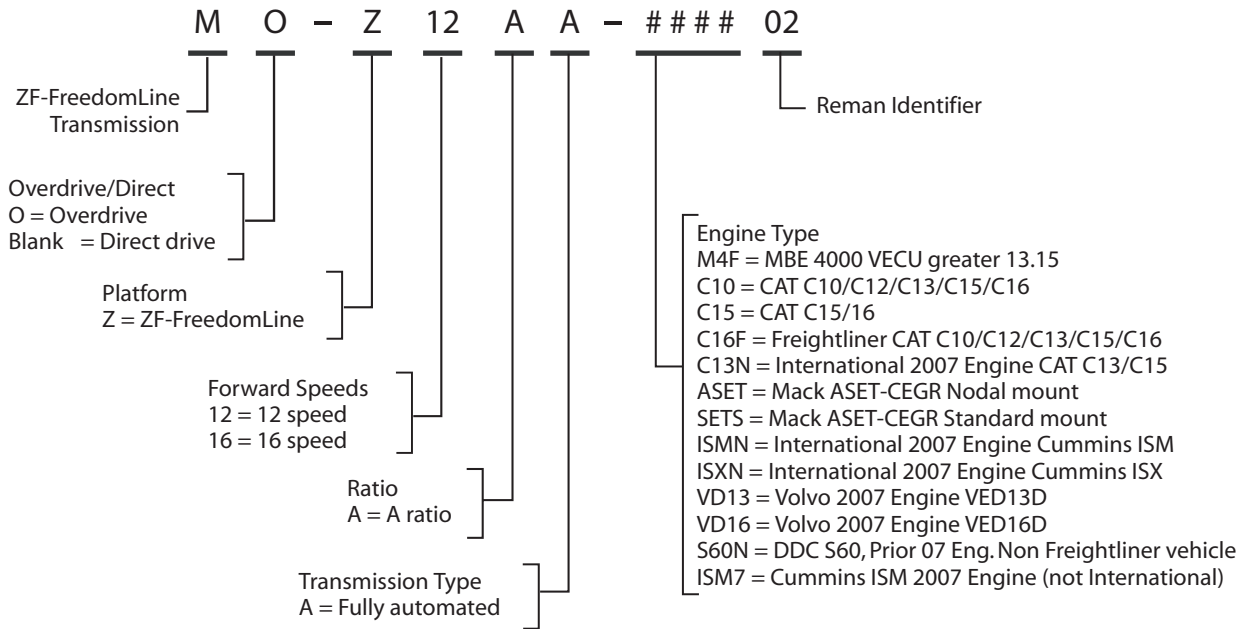 M O – Z 12 A A – # # # # 02
ZF-FreedomLine
Transmission
Reman Identifier
Overdrive/Direct
O = Overdrive
Blank = Direct drive
Platform
Z = ZF-FreedomLine
Forward Speeds
12 = 12 speed
16 = 16 speed
Ratio
A = A ratio
Transmission Type
A = Fully automated
Engine Type
M4F = MBE 4000 VECU greater 13.15
C10 = CAT C10/C12/C13/C15/C16
C15 = CAT C15/16
C16F = Freightliner CAT C10/C12/C13/C15/C16
C13N = International 2007 Engine CAT C13/C15
ASET = Mack ASET-CEGR Nodal mount
SETS = Mack ASET-CEGR Standard mount
ISMN = International 2007 Engine Cummins ISM
ISXN = International 2007 Engine Cummins ISX
VD13 = Volvo 2007 Engine VED13D
VD16 = Volvo 2007 Engine VED16D
S60N = DDC S60, Prior 07 Eng. Non Freightliner vehicle
ISM7 = Cummins ISM 2007 Engine (not International)